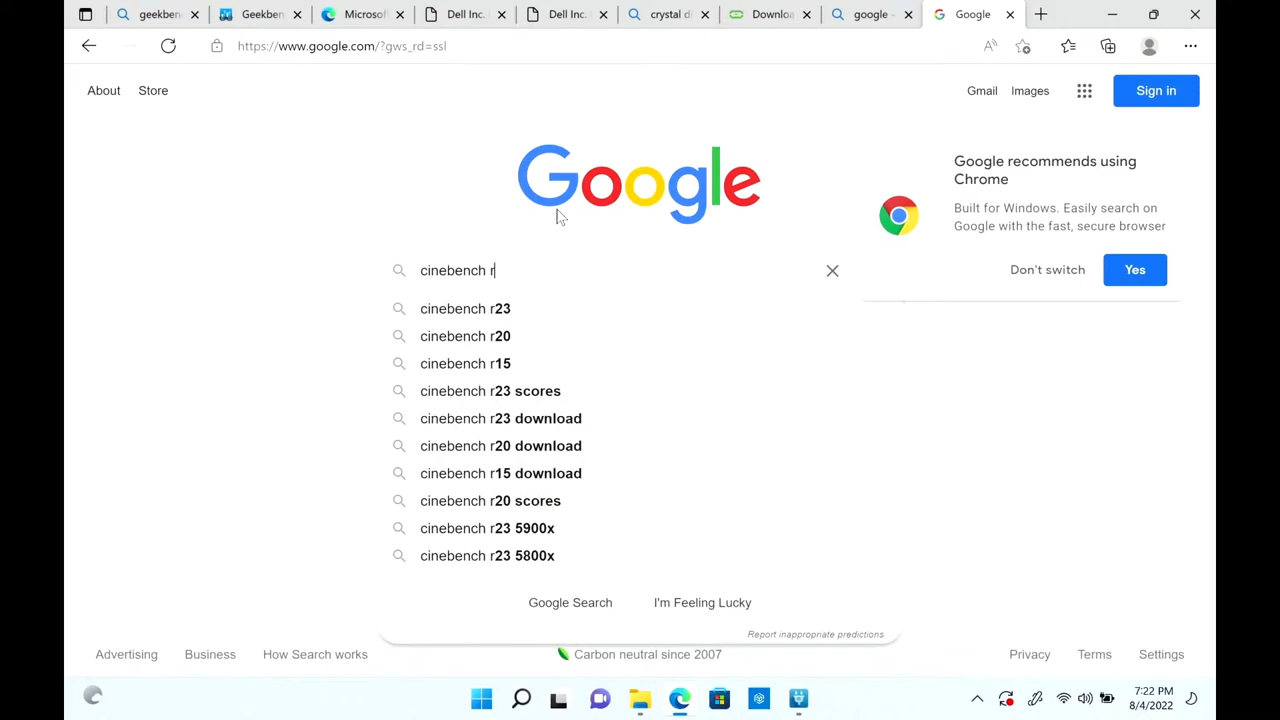 geekben
Geekben
Microsof
Dell Inc.
Dell Inc.
crystal d
Downloa
google -
Google
https://www.google.com/?gws_rd=ssl
About
Store
Gmail
Images
Sign in
Google
Google recommends using
Chrome
Built for Windows. Easily search on
Google with the fast, secure browser
Don't switch
Yes
cinebench r
cinebench r23
cinebench r20
cinebench r15
cinebench r23 scores
cinebench r23 download
cinebench r20 download
cinebench r15 download
cinebench r20 scores
cinebench r23 5900x
cinebench r23 5800x
Google Search
I'm Feeling Lucky
Report inappropriate predictions
Advertising
Business
How Search works
Carbon neutral since 2007
Privacy
Terms
Settings
7:22 PM
8/4/2022